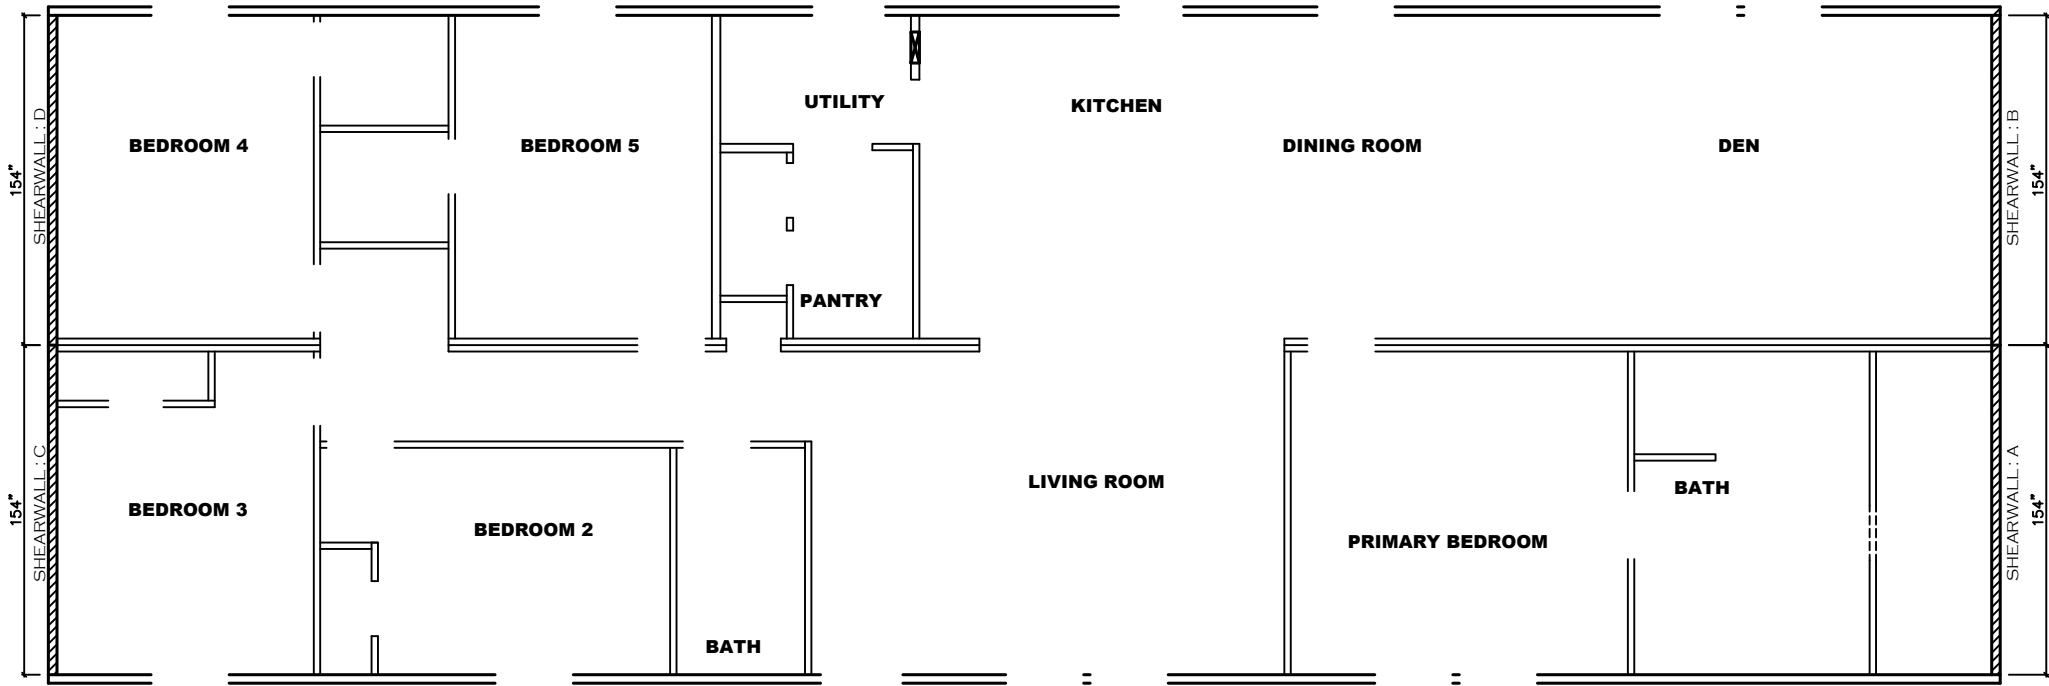 UTILITY
KITCHEN
BEDROOM 4
BEDROOM 5
DINING ROOM
DEN
SHEARWALL: D
154"
SHEARWALL: B
154"
PANTRY
LIVING ROOM
BATH
BEDROOM 3
BEDROOM 2
PRIMARY BEDROOM
SHEARWALL: C
154"
SHEARWALL: A
154"
BATH